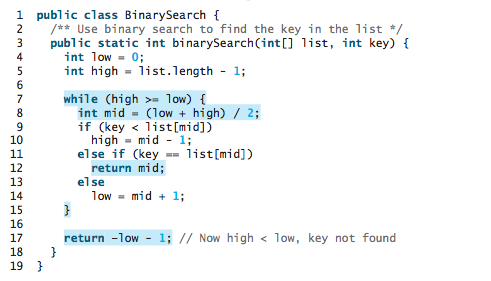 1 public class BinarySearch {
2   /** Use binary search to find the key in the list */
3   public static int binarySearch(int[] list, int key) {
4     int low = 0;
5     int high = list.length - 1;
6
7     while (high >= low) {
8       int mid = (low + high) / 2;
9       if (key < list[mid])
10         high = mid - 1;
11       else if (key == list[mid])
12         return mid;
13       else
14         low = mid + 1;
15     }
16
17     return -low - 1; // Now high < low, key not found
18   }
19 }